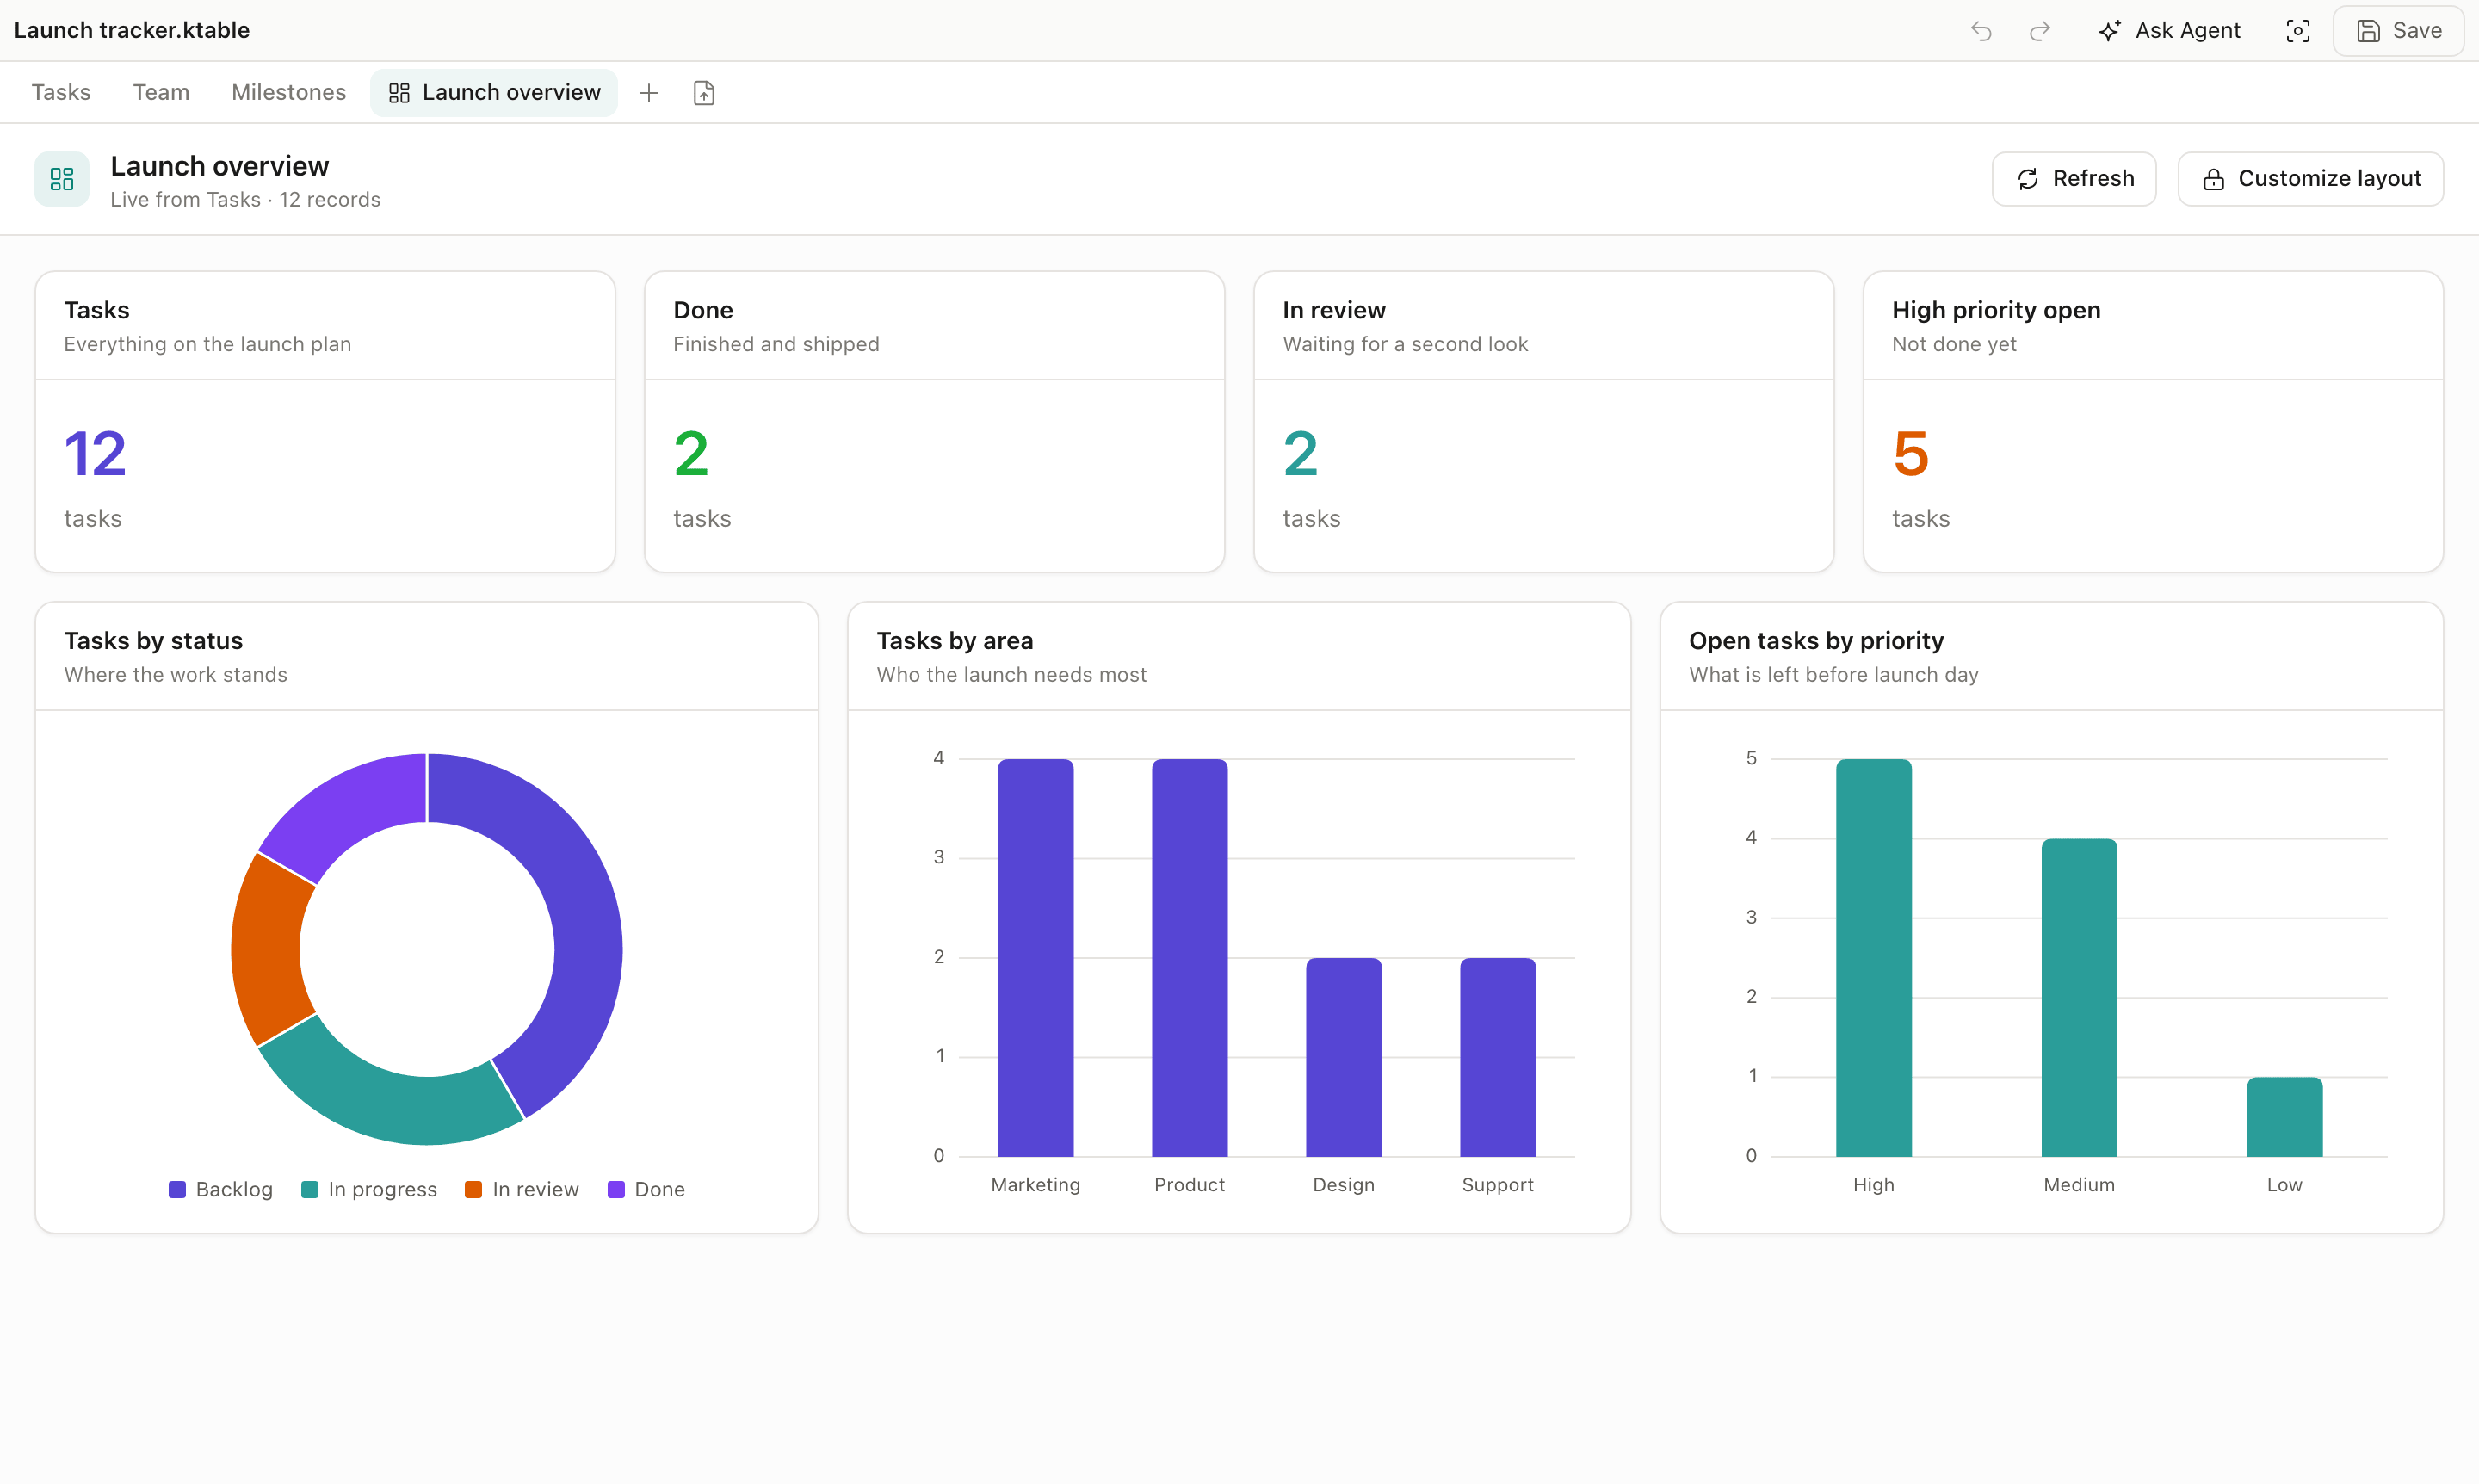 Launch tracker.ktable
Ask Agent
Save
Tasks
Team
Milestones
Launch overview
Launch overview
Live from Tasks · 12 records
Refresh
Customize layout
Tasks
Everything on the launch plan
12
tasks
Done
Finished and shipped
2
tasks
In review
Waiting for a second look
2
tasks
High priority open
Not done yet
5
tasks
Tasks by status
Where the work stands
Backlog
In progress
In review
Done
Tasks by area
Who the launch needs most
4
3
2
1
0
Marketing
Product
Design
Support
Open tasks by priority
What is left before launch day
5
4
3
2
1
0
High
Medium
Low